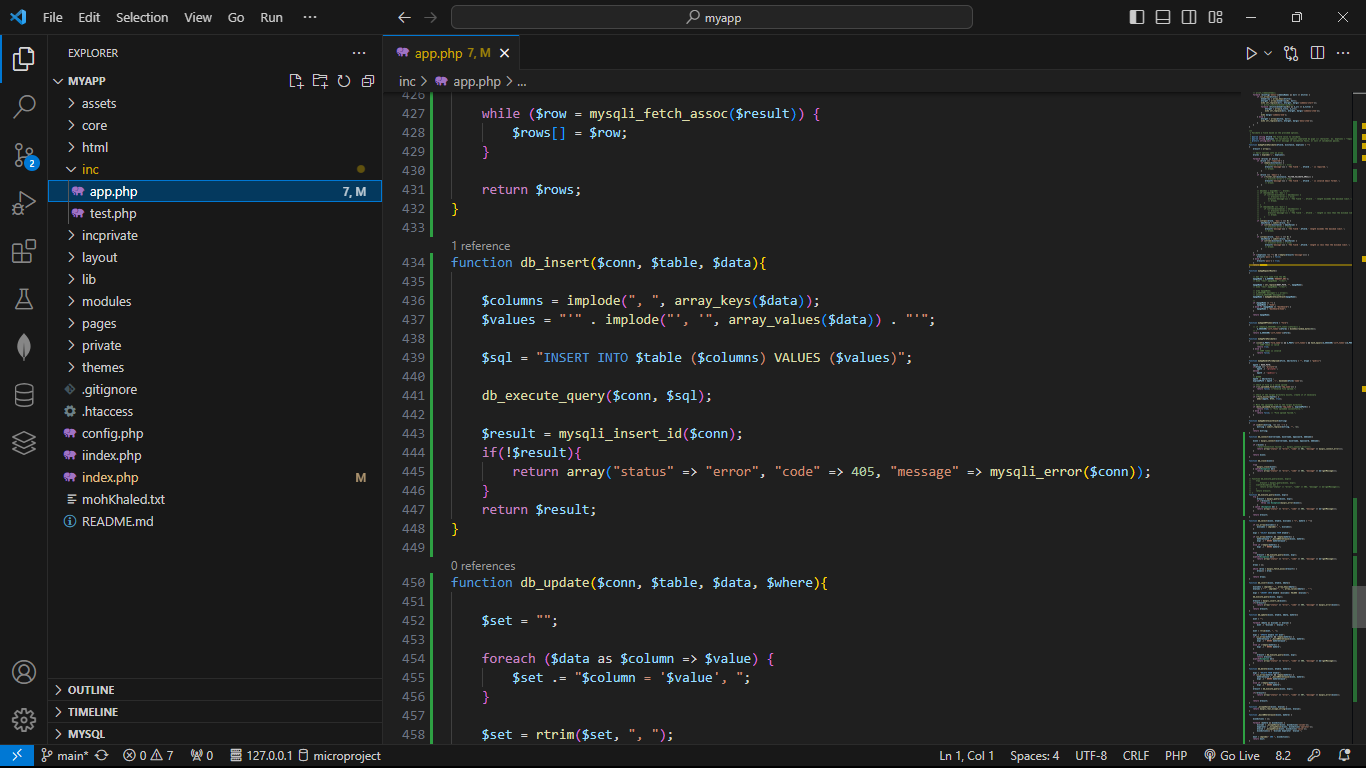 File Edit Selection View Go Run ··· myapp
EXPLORER ···
MYAPP
assets
core
html
inc
app.php 7, M
test.php
incprivate
layout
lib
modules
pages
private
themes
.gitignore
.htaccess
config.php
iindex.php
index.php M
mohKhaled.txt
README.md
OUTLINE
TIMELINE
MYSQL
2
app.php 7, M
inc > app.php > ...
426
427 while ($row = mysqli_fetch_assoc($result)) {
428 $rows[] = $row;
429 }
430
431 return $rows;
432 }
433
1 reference
434 function db_insert($conn, $table, $data){
435
436 $columns = implode(", ", array_keys($data));
437 $values = "'" . implode("', '", array_values($data)) . "'";
438
439 $sql = "INSERT INTO $table ($columns) VALUES ($values)";
440
441 db_execute_query($conn, $sql);
442
443 $result = mysqli_insert_id($conn);
444 if(!$result){
445 return array("status" => "error", "code" => 405, "message" => mysqli_error($conn));
446 }
447 return $result;
448 }
449
0 references
450 function db_update($conn, $table, $data, $where){
451
452 $set = "";
453
454 foreach ($data as $column => $value) {
455 $set .= "$column = '$value', ";
456 }
457
458 $set = rtrim($set, ", ");
main* 0 7 0 127.0.0.1 microproject Ln 1, Col 1 Spaces: 4 UTF-8 CRLF PHP Go Live 8.2